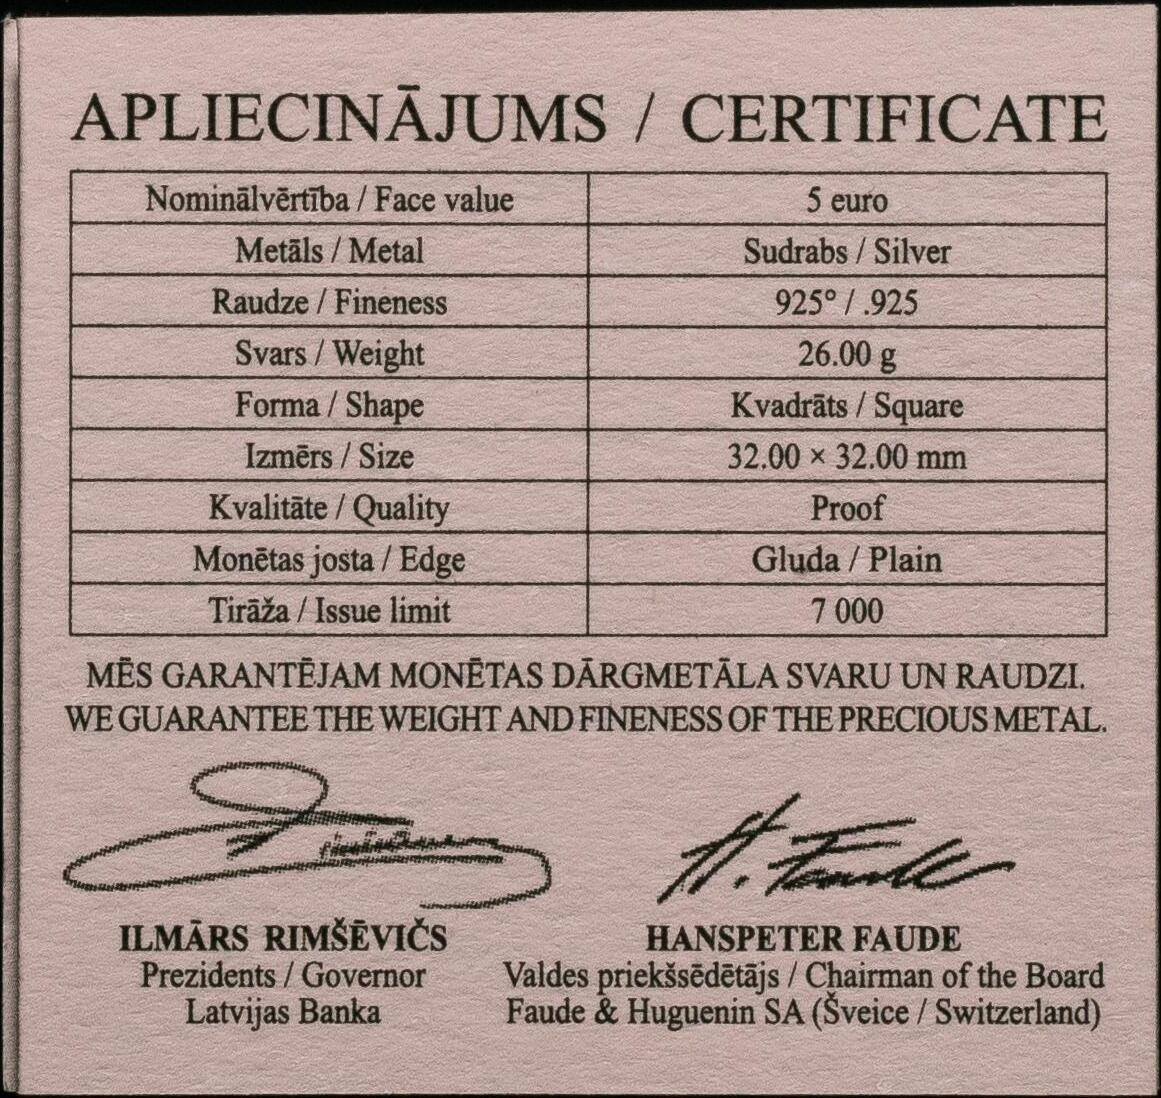 APLIECINĀJUMS / CERTIFICATE
Nominālvērtība / Face value 5 euro
Metāls / Metal Sudrabs / Silver
Raudze / Fineness 925° / .925
Svars / Weight 26.00 g
Forma / Shape Kvadrāts / Square
Izmērs / Size 32.00 × 32.00 mm
Kvalitāte / Quality Proof
Monētas josta / Edge Gluda / Plain
Tirāža / Issue limit 7 000
MĒS GARANTĒJAM MONĒTAS DĀRGMETĀLA SVARU UN RAUDZI.
WE GUARANTEE THE WEIGHT AND FINENESS OF THE PRECIOUS METAL.
H. Faude
ILMĀRS RIMŠĒVIČS HANSPETER FAUDE
Prezidents / Governor Valdes priekšsēdētājs / Chairman of the Board
Latvijas Banka Faude & Huguenin SA (Šveice / Switzerland)